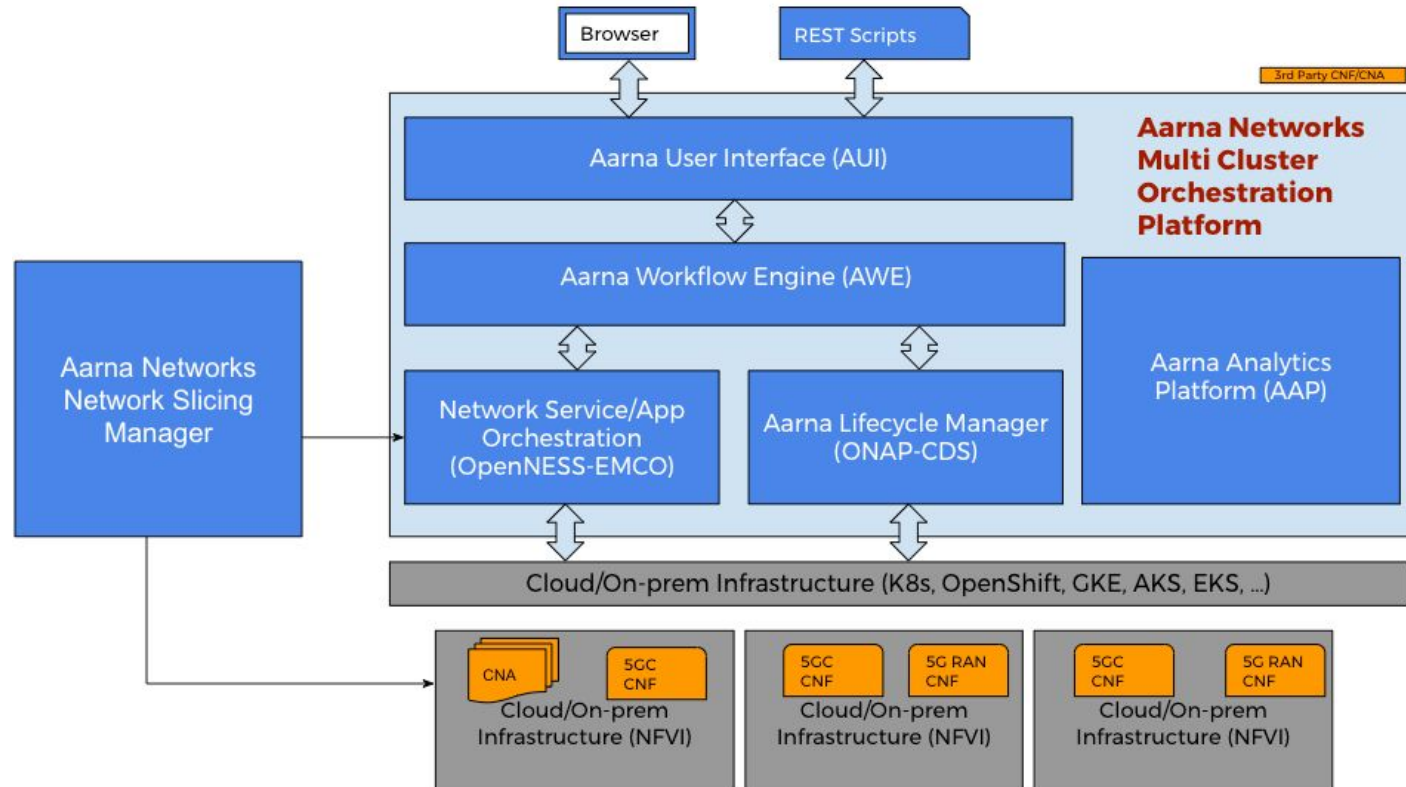 Browser
REST Scripts
3rd Party CNF/CNA
Aarna Networks
Multi Cluster
Orchestration
Platform
Aarna User Interface (AUI)
Aarna Workflow Engine (AWE)
Aarna Networks
Network Slicing
Manager
Network Service/App
Orchestration
(OpenNESS-EMCO)
Aarna Lifecycle Manager
(ONAP-CDS)
Aarna Analytics
Platform (AAP)
Cloud/On-prem Infrastructure (K8s, OpenShift, GKE, AKS, EKS, ...)
CNA
5GC
CNF
Cloud/On-prem
Infrastructure (NFVI)
5GC
CNF
5G RAN
CNF
Cloud/On-prem
Infrastructure (NFVI)
5GC
CNF
5G RAN
CNF
Cloud/On-prem
Infrastructure (NFVI)